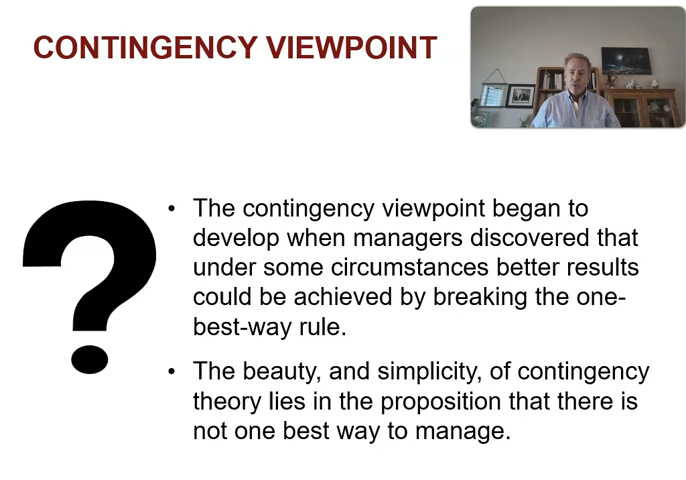 CONTINGENCY VIEWPOINT
• The contingency viewpoint began to
develop when managers discovered that
under some circumstances better results
could be achieved by breaking the one-
best-way rule.
• The beauty, and simplicity, of contingency
theory lies in the proposition that there is
not one best way to manage.